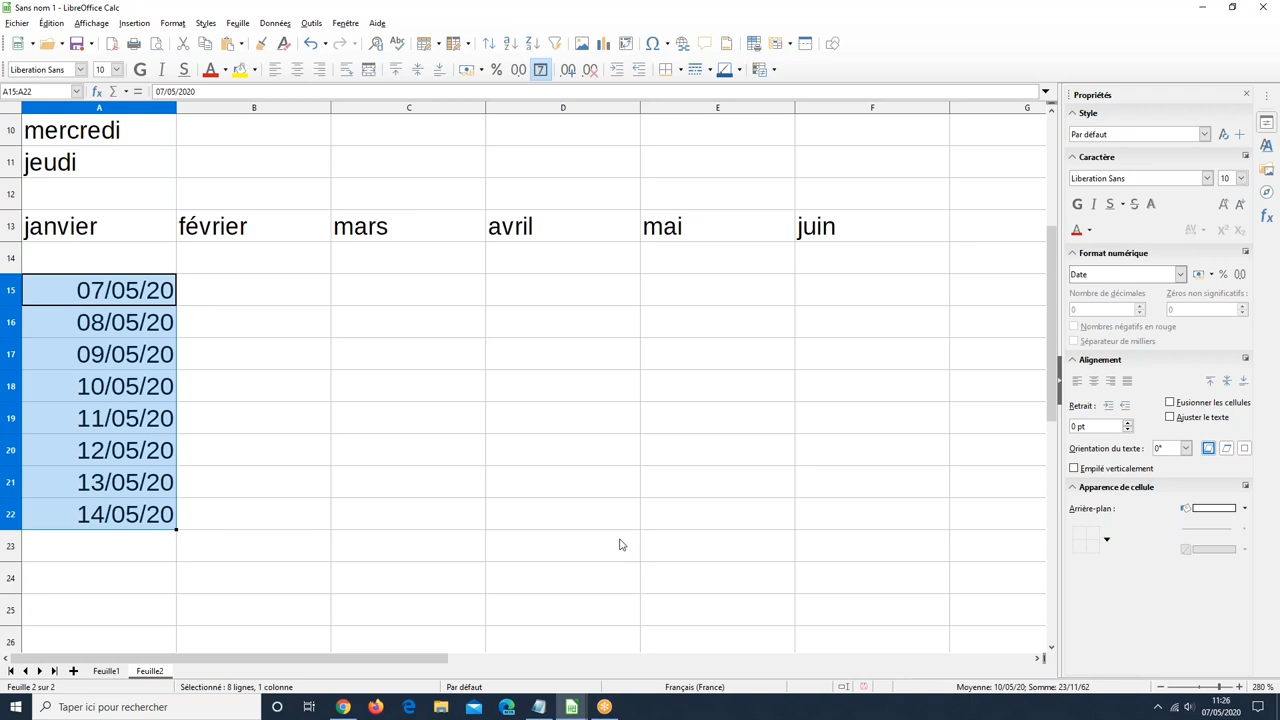 Sans nom 1 - LibreOffice Calc
Fichier Édition Affichage Insertion Format Styles Feuille Données Outils Fenêtre Aide
Liberation Sans 10 G I S
A15:A22 07/05/2020
A B C D E F G
10 mercredi
11 jeudi
12
13 janvier février mars avril mai juin
14
15 07/05/20
16 08/05/20
17 09/05/20
18 10/05/20
19 11/05/20
20 12/05/20
21 13/05/20
22 14/05/20
23
24
25
26
Propriétés
Style
Par défaut
Caractère
Liberation Sans 10
G I S S A
Format numérique
Date
Nombre de décimales Zéros non significatifs :
0 0
Nombres négatifs en rouge
Séparateur de milliers
Alignement
Retrait : Fusionner les cellules
0 pt Ajuster le texte
Orientation du texte : 0°
Empilé verticalement
Apparence de cellule
Arrière-plan :
Feuille1 Feuille2
Feuille 2 sur 2 Sélectionné : 8 lignes, 1 colonne Par défaut Français (France) Moyenne: 10/05/20; Somme: 23/11/62 280 %
Taper ici pour rechercher
11:26
07/05/2020